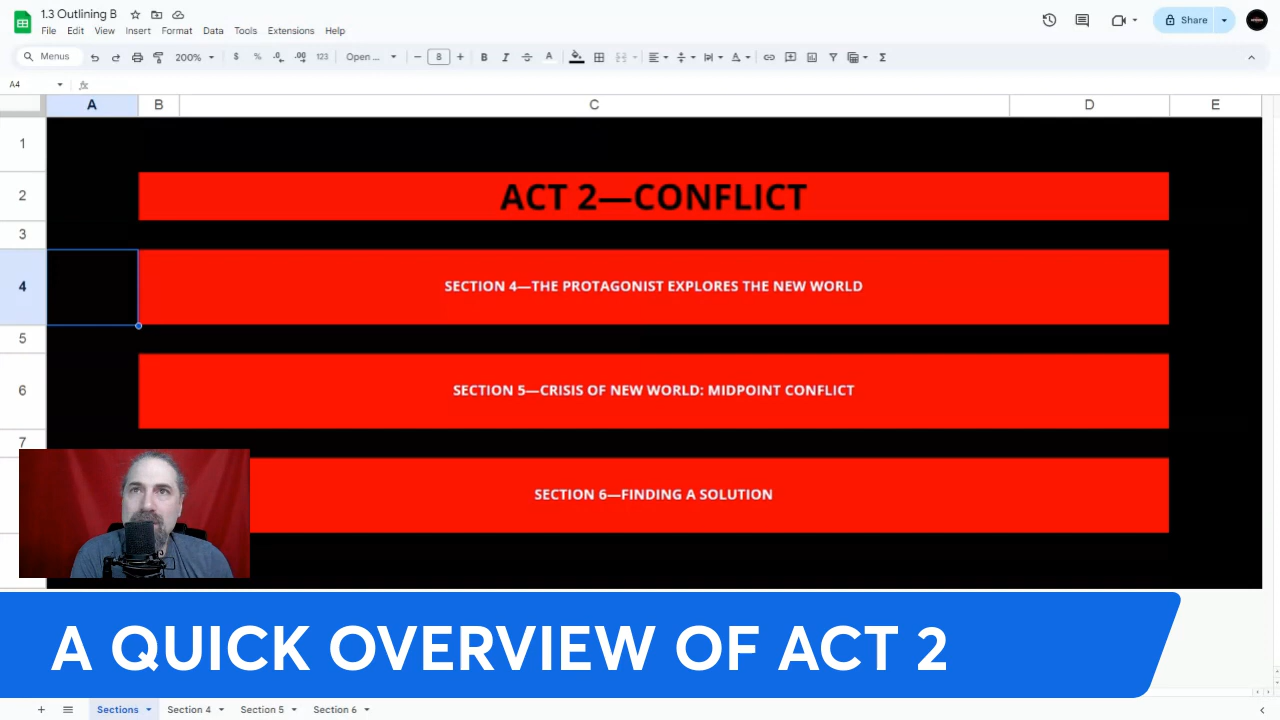 1.3 Outlining B
File Edit View Insert Format Data Tools Extensions Help
Share
Menus
200%
$ % .0 .00 123
Open ...
8
B I A
A4
fx
A B C D E
1
2
ACT 2—CONFLICT
3
4
SECTION 4—THE PROTAGONIST EXPLORES THE NEW WORLD
5
6
SECTION 5—CRISIS OF NEW WORLD: MIDPOINT CONFLICT
7
SECTION 6—FINDING A SOLUTION
A QUICK OVERVIEW OF ACT 2
Sections Section 4 Section 5 Section 6